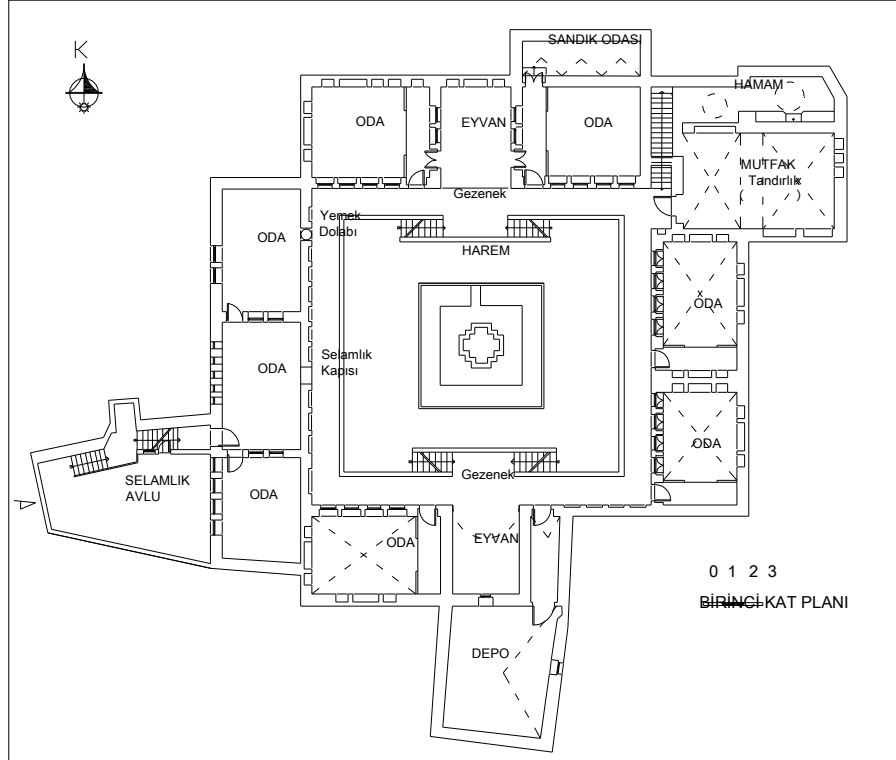 K
SANDIK ODASI
HAMAM
ODA
EYVAN
ODA
MUTFAK
Tandırlık
( )
Gezenek
Yemek
Dolabı
ODA
HAREM
ODA
Selamlık
Kapısı
ODA
ODA
Gezenek
SELAMLIK
AVLU
ODA
ODA
EYVAN
0 1 2 3
BİRİNCİ KAT PLANI
DEPO